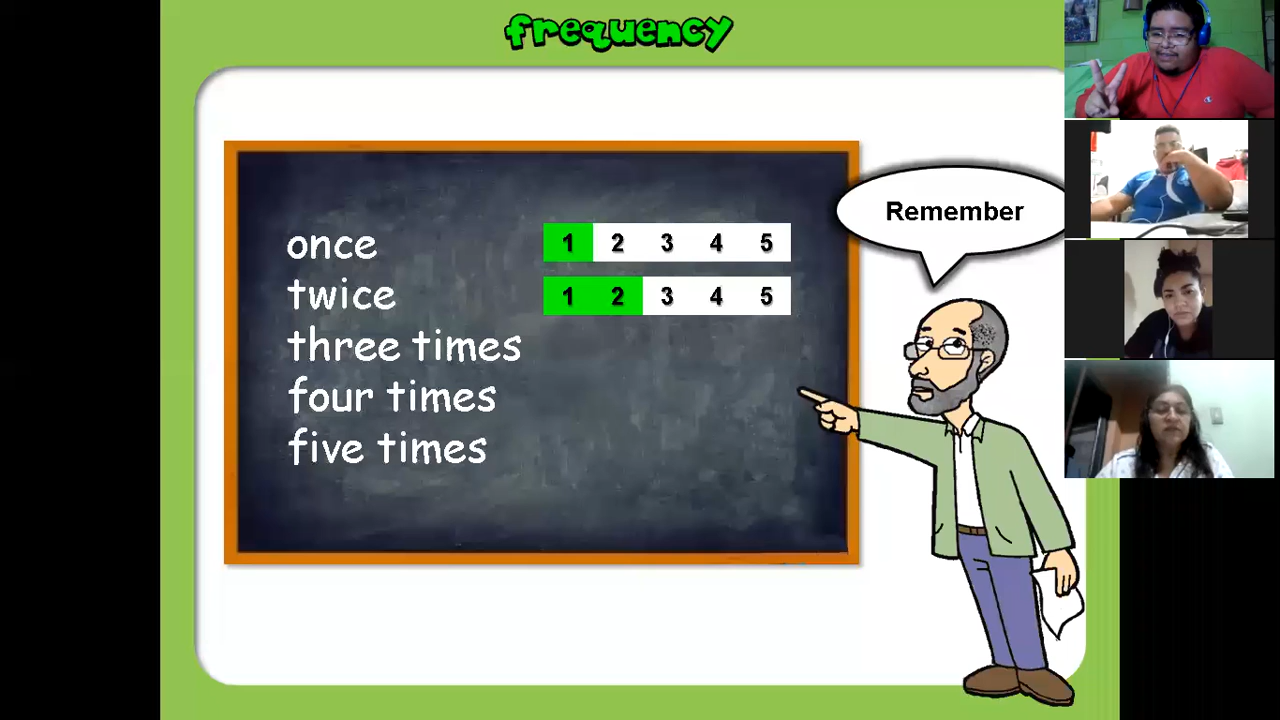 frequency
Remember
once 1 2 3 4 5
twice 1 2 3 4 5
three times
four times
five times